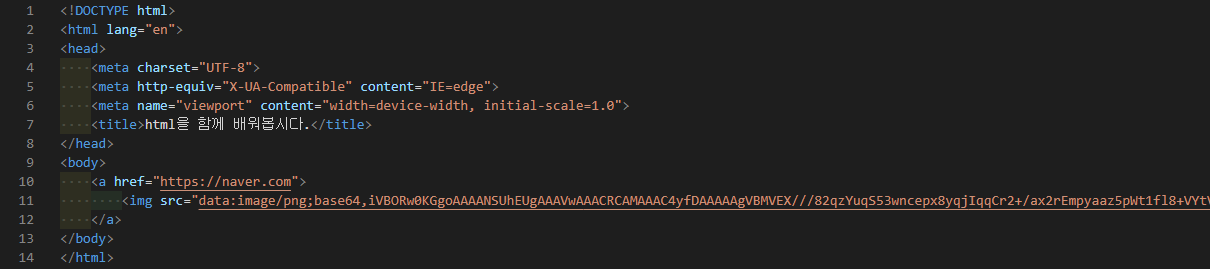 1 <!DOCTYPE html>
2 <html lang="en">
3 <head>
4 <meta charset="UTF-8">
5 <meta http-equiv="X-UA-Compatible" content="IE=edge">
6 <meta name="viewport" content="width=device-width, initial-scale=1.0">
7 <title>html을 함께 배워봅시다.</title>
8 </head>
9 <body>
10 <a href="https://naver.com">
11 <img src="data:image/png;base64,iVBORw0KGgoAAAANSUhEUgAAAVwAAACRCAMAAAC4yfDAAAAAgVBMVEX///82qzYuqS53wncepx8yqjIqqCr2+/ax2rEmpyaaz5pWt1fl8+VYt
12 </a>
13 </body>
14 </html>